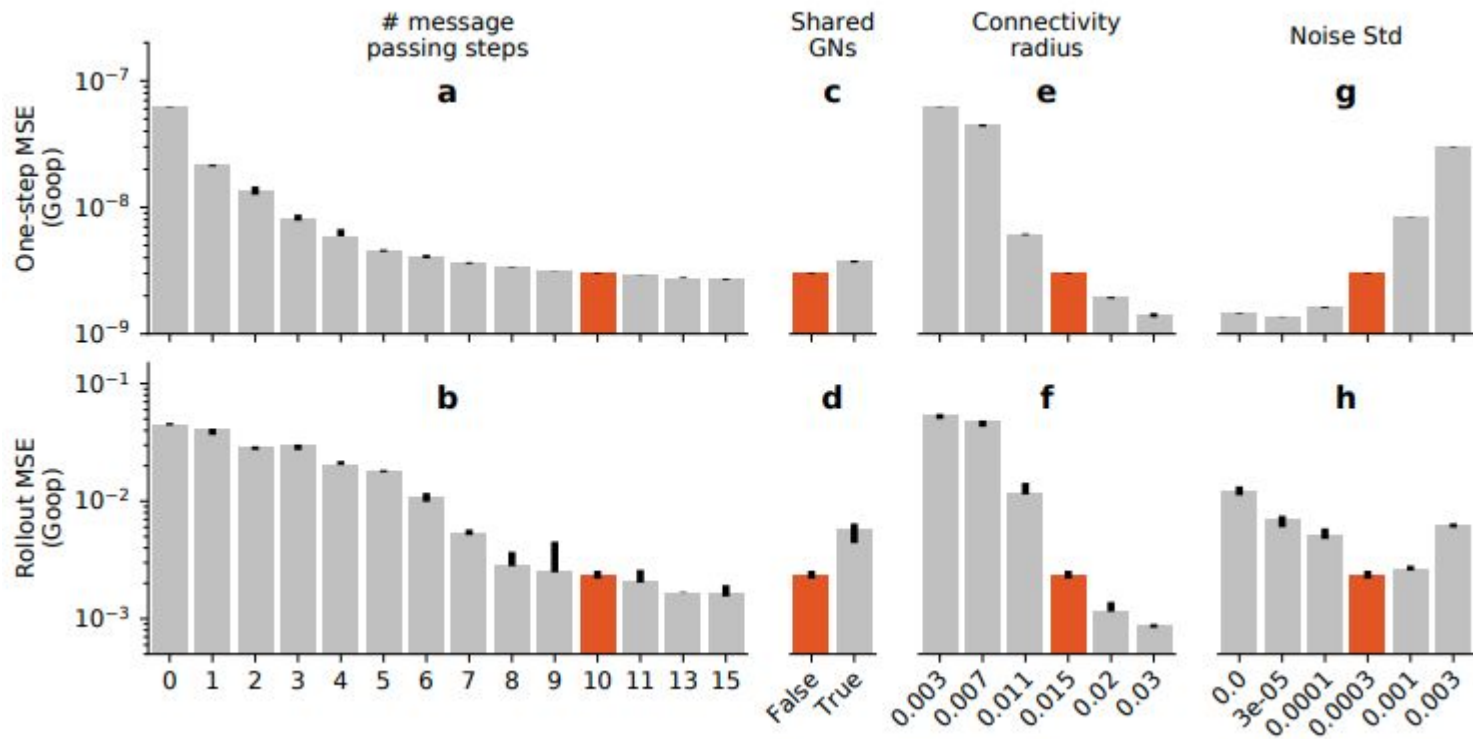 # message
passing steps
Shared
GNs
Connectivity
radius
Noise Std
a
c
e
g
One-step MSE
(Goop)
10⁻⁷
10⁻⁸
10⁻⁹
b
d
f
h
Rollout MSE
(Goop)
10⁻¹
10⁻²
10⁻³
0 1 2 3 4 5 6 7 8 9 10 11 13 15
False True
0.003 0.007 0.011 0.015 0.02 0.03
0.0 3e-05 0.0001 0.0003 0.001 0.003